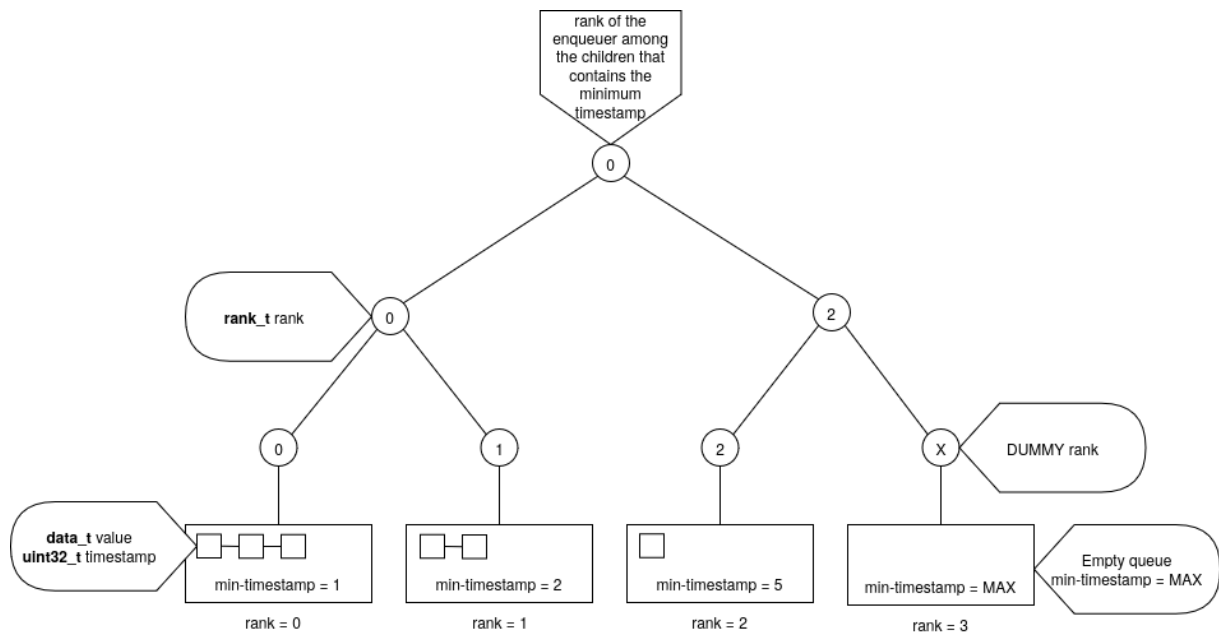 rank of the
enqueuer among
the children that
contains the
minimum
timestamp
0
rank_t rank
0
2
0
1
2
X
DUMMY rank
data_t value
uint32_t timestamp
min-timestamp = 1
min-timestamp = 2
min-timestamp = 5
min-timestamp = MAX
Empty queue
min-timestamp = MAX
rank = 0
rank = 1
rank = 2
rank = 3